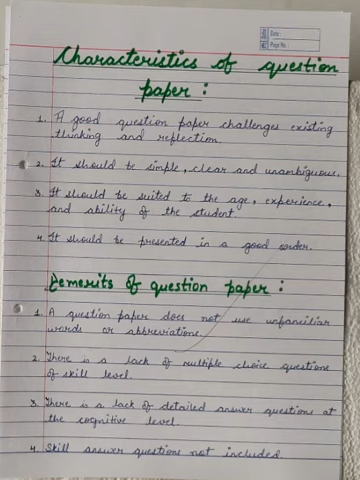 Date :
Page No. :
Characteristics of question
paper :
1. A good question paper challenges existing
thinking and reflection.
2. It should be simple, clear and unambiguous.
3. It should be suited to the age, experience,
and ability of the student
4. It should be presented in a good order.
Demerits of question paper :
1. A question paper does not use unfamiliar
words or abbreviations.
2. There is a lack of multiple choice questions
of skill level.
3. There is a lack of detailed answer questions at
the cognitive level.
4. Skill answer questions not included.